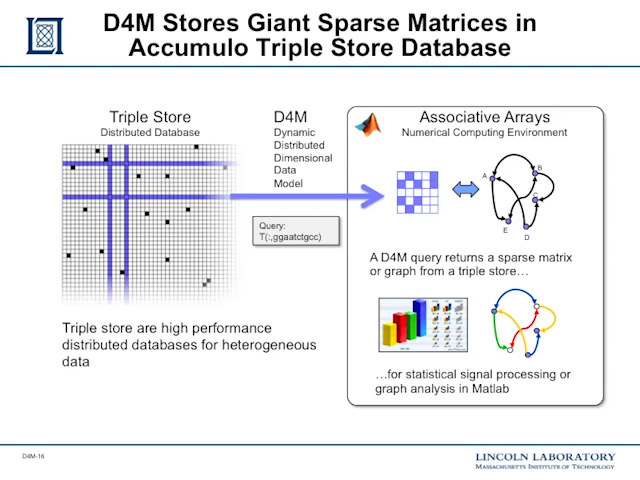 D4M Stores Giant Sparse Matrices in
Accumulo Triple Store Database
Triple Store
Distributed Database
D4M
Dynamic
Distributed
Dimensional
Data
Model
Associative Arrays
Numerical Computing Environment
Query:
T(:,ggaatctgcc)
A
B
C
E
D
A D4M query returns a sparse matrix
or graph from a triple store…
Triple store are high performance
distributed databases for heterogeneous
data
…for statistical signal processing or
graph analysis in Matlab
D4M-16
LINCOLN LABORATORY
MASSACHUSETTS INSTITUTE OF TECHNOLOGY